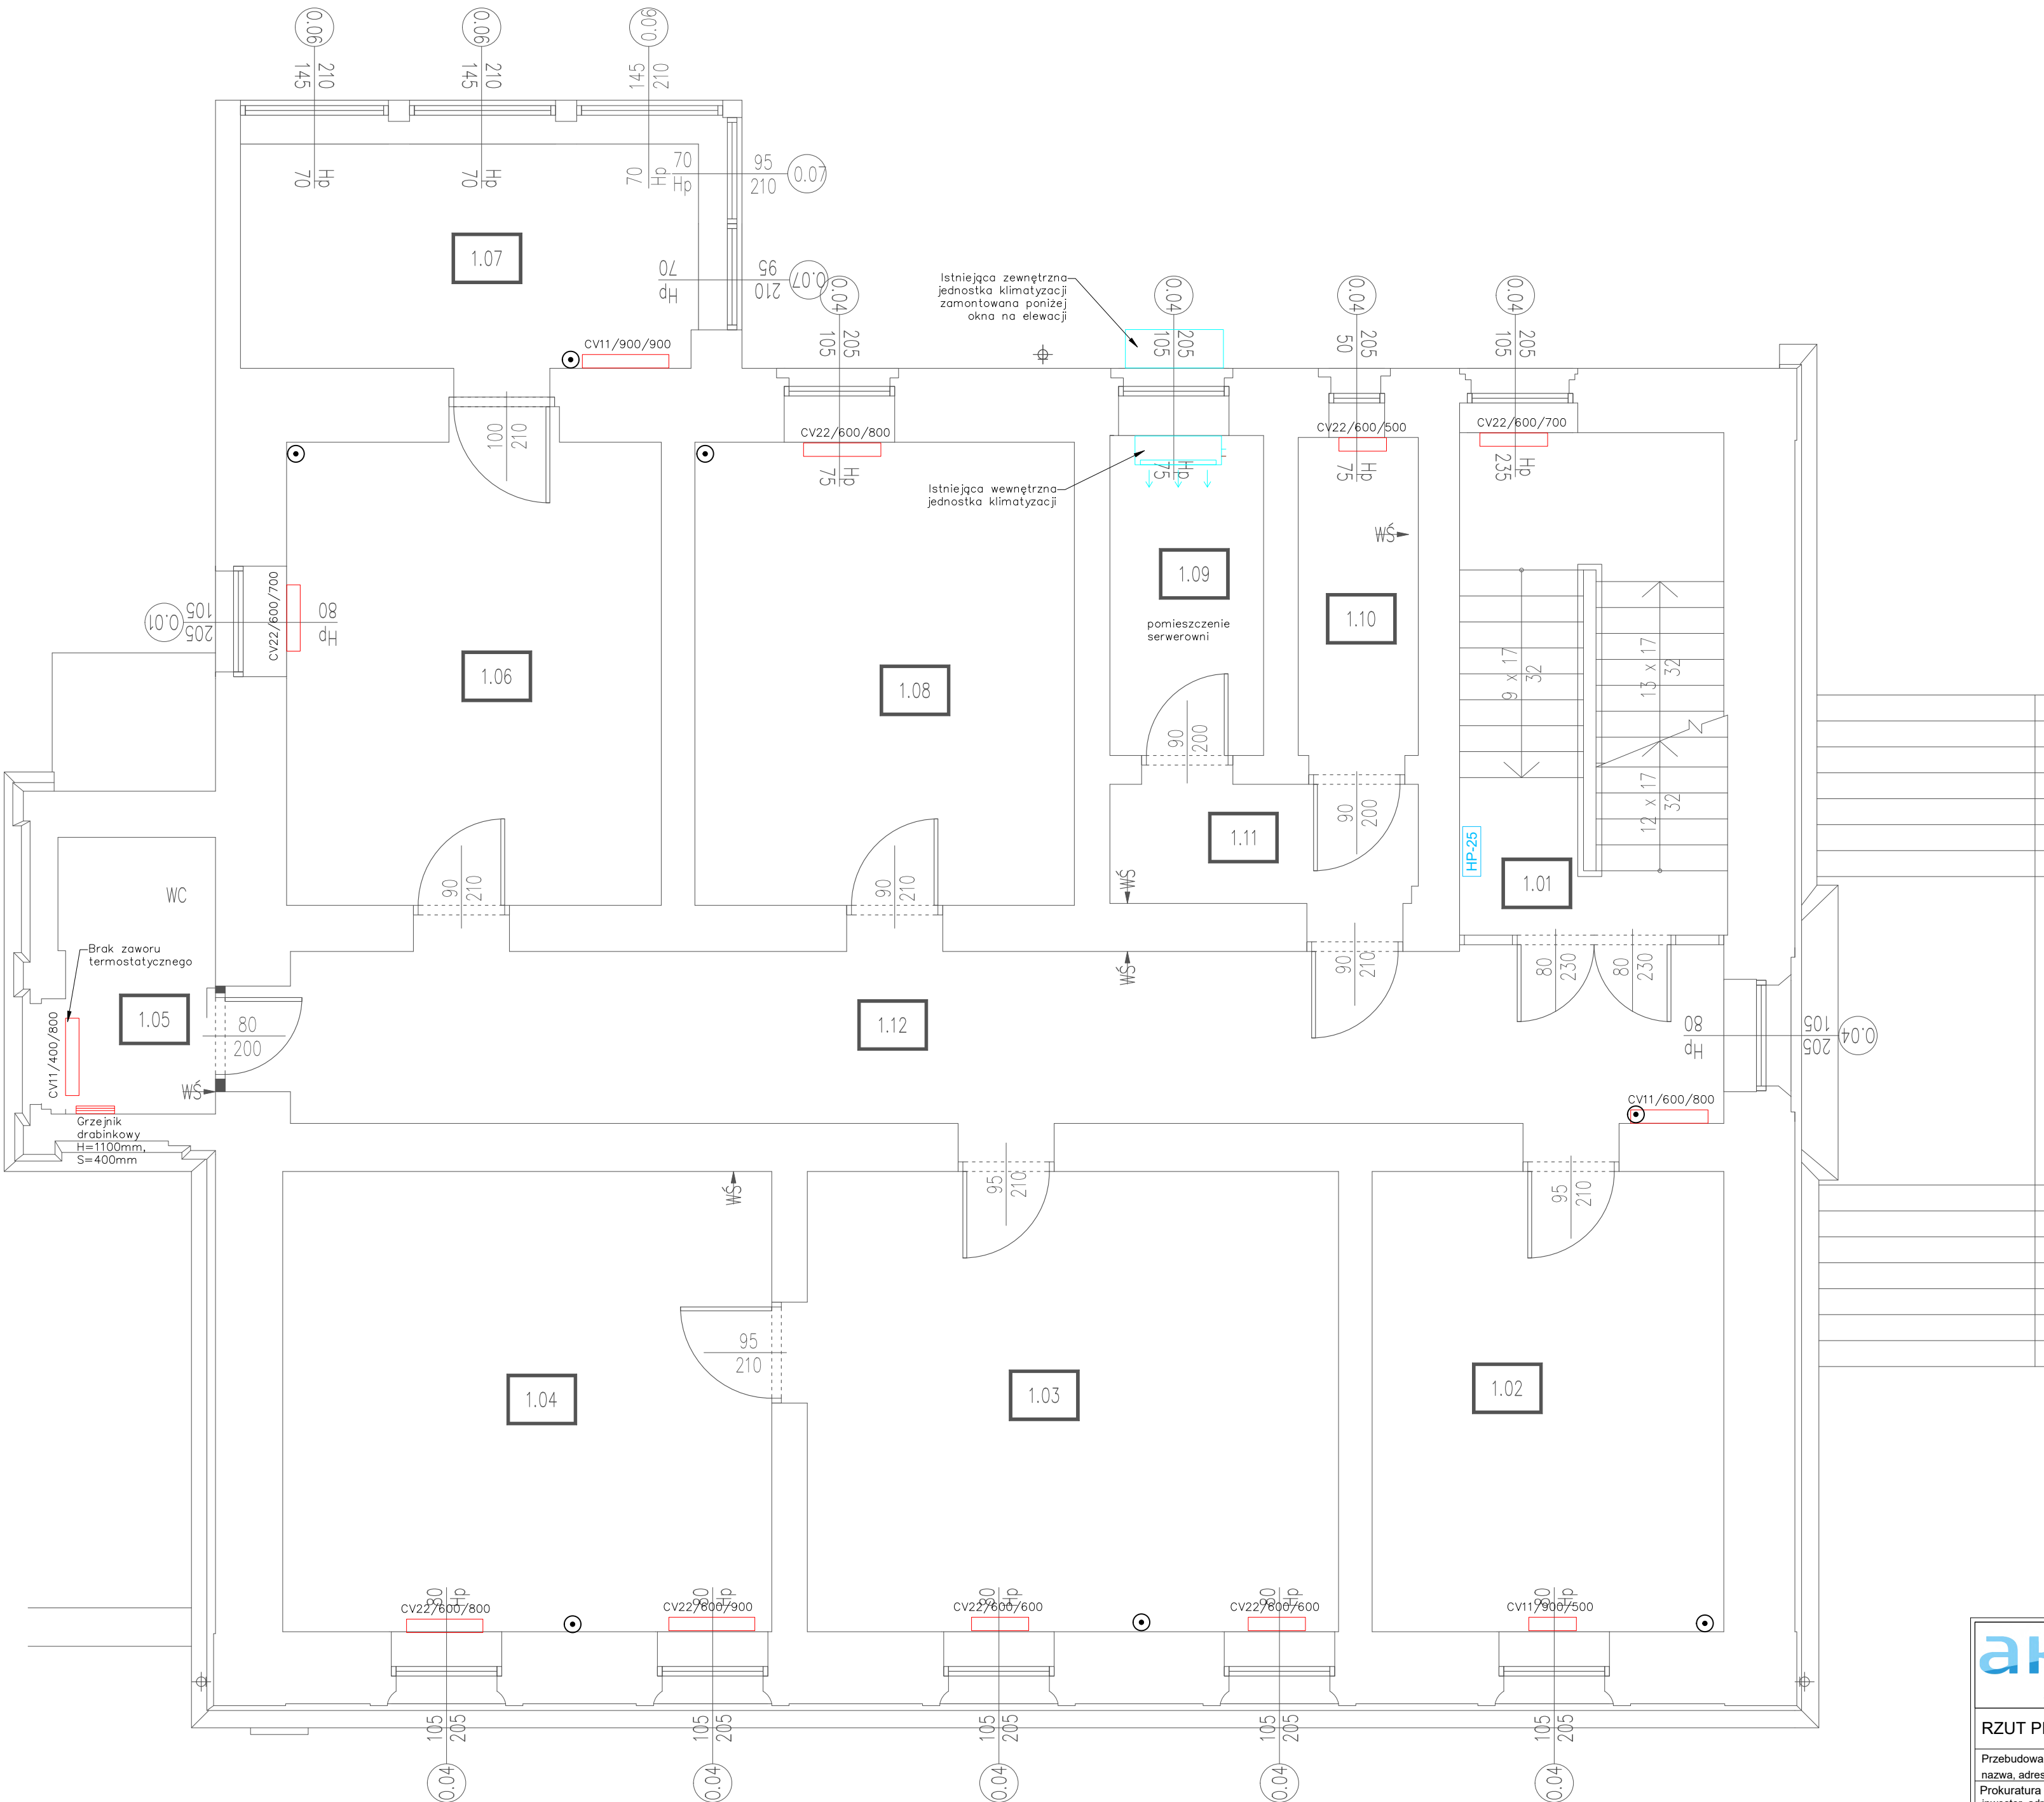 0.06
0.06
0.06
145
210
145
210
145
210
70
Hp
70
Hp
70
Hp
70
Hp
95
210
0.07
1.07
70
Hp
95
210
0.07
CV11/900/900
100
210
0.04
105
205
CV22/600/800
75
Hp
Istniejąca zewnętrzna
jednostka klimatyzacji
zamontowana poniżej
okna na elewacji
0.04
105
205
75
Hp
Istniejąca wewnętrzna
jednostka klimatyzacji
0.04
50
205
CV22/600/500
75
Hp
0.04
105
205
CV22/600/700
235
Hp
WŚ
1.09
pomieszczenie
serwerowni
1.10
0.01
105
205
CV22/600/700
80
Hp
1.06
1.08
9 x 17
32
13 x 17
32
12 x 17
32
90
200
90
200
1.11
HP-25
1.01
90
210
90
210
WŚ
WŚ
90
210
80
230
80
230
WC
Brak zaworu
termostatycznego
1.05
CV11/400/800
80
200
WŚ
1.12
80
Hp
105
205
0.04
CV11/600/800
Grzejnik
drabinkowy
H=1100mm,
S=400mm
WŚ
95
210
95
210
95
210
1.04
1.03
1.02
80
Hp
CV22/600/800
80
Hp
CV22/600/900
80
Hp
CV22/600/600
80
Hp
CV22/600/600
80
Hp
CV11/900/500
105
205
105
205
105
205
105
205
105
205
0.04
0.04
0.04
0.04
0.04
RZUT
Przebudowa
nazwa, adres
Prokuratura